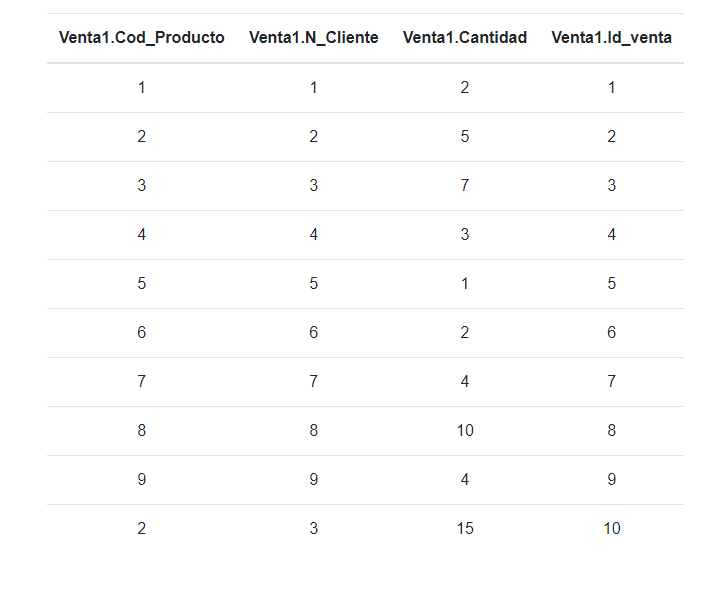 Venta1.Cod_Producto Venta1.N_Cliente Venta1.Cantidad Venta1.Id_venta
1 1 2 1
2 2 5 2
3 3 7 3
4 4 3 4
5 5 1 5
6 6 2 6
7 7 4 7
8 8 10 8
9 9 4 9
2 3 15 10